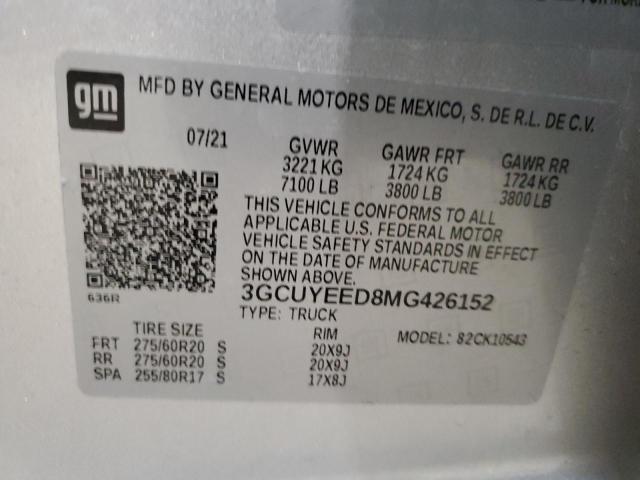 gm
MFD BY GENERAL MOTORS DE MEXICO, S. DE R.L. DE C.V.
07/21
GVWR
3221 KG
7100 LB
GAWR FRT
1724 KG
3800 LB
GAWR RR
1724 KG
3800 LB
THIS VEHICLE CONFORMS TO ALL
APPLICABLE U.S. FEDERAL MOTOR
VEHICLE SAFETY STANDARDS IN EFFECT
ON THE DATE OF MANUFACTURE
SHOWN ABOVE.
636R
3GCUYEED8MG426152
TYPE: TRUCK
MODEL: 82CK10543
TIRE SIZE RIM
FRT 275/60R20 S 20X9J
RR 275/60R20 S 20X9J
SPA 255/80R17 S 17X8J